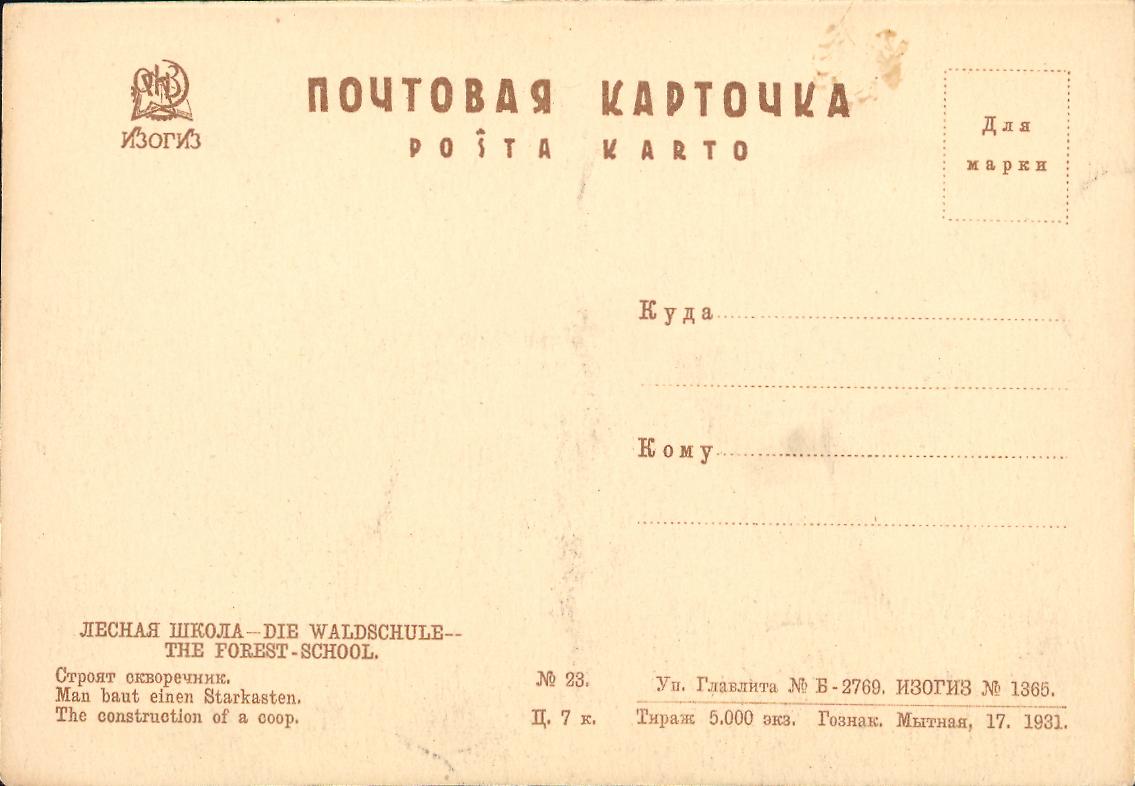 ИЗОГИЗ
ПОЧТОВАЯ КАРТОЧКА
POŜTA KARTO
Для
марки
Куда
Кому
ЛЕСНАЯ ШКОЛА—DIE WALDSCHULE--
THE FOREST-SCHOOL.
Строят скворечник.
Man baut einen Starkasten.
The construction of a coop.
№ 23.
Ц. 7 к.
Уп. Главлита № Б-2769. ИЗОГИЗ № 1365.
Тираж 5.000 экз. Гознак. Мытная, 17. 1931.